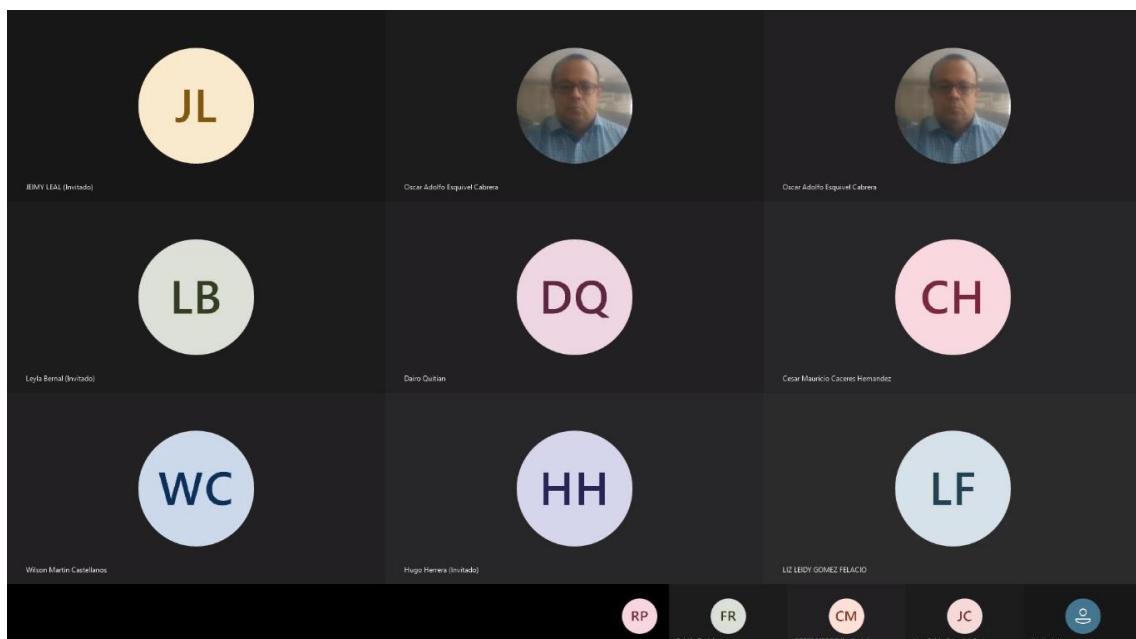 JL
JEIMY LEAL (Invitado)
Oscar Adolfo Esquivel Cabrera
Oscar Adolfo Esquivel Cabrera
LB
Leyla Bernal (Invitado)
DQ
Dairo Quitian
CH
Cesar Mauricio Caceres Hernandez
WC
Wilson Martin Castellanos
HH
Hugo Herrera (Invitado)
LF
LIZ LEIDY GOMEZ FELACIO
RP
FR
CM
JC